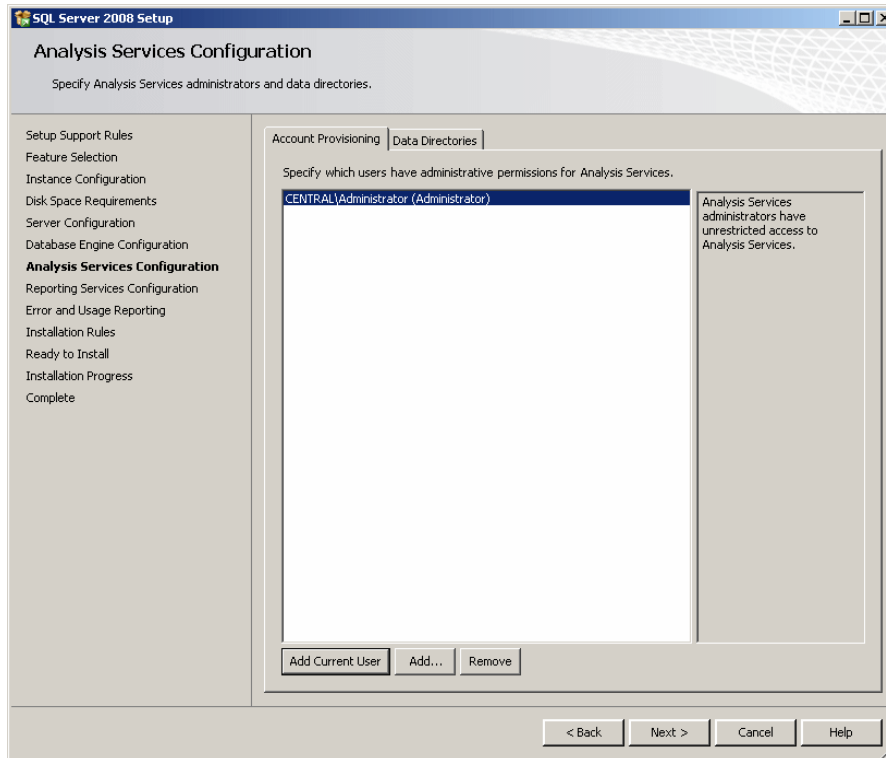 SQL Server 2008 Setup
Analysis Services Configuration
Specify Analysis Services administrators and data directories.
Setup Support Rules
Feature Selection
Instance Configuration
Disk Space Requirements
Server Configuration
Database Engine Configuration
Analysis Services Configuration
Reporting Services Configuration
Error and Usage Reporting
Installation Rules
Ready to Install
Installation Progress
Complete
Account Provisioning
Data Directories
Specify which users have administrative permissions for Analysis Services.
CENTRAL\Administrator (Administrator)
Analysis Services
administrators have
unrestricted access to
Analysis Services.
Add Current User
Add...
Remove
< Back
Next >
Cancel
Help